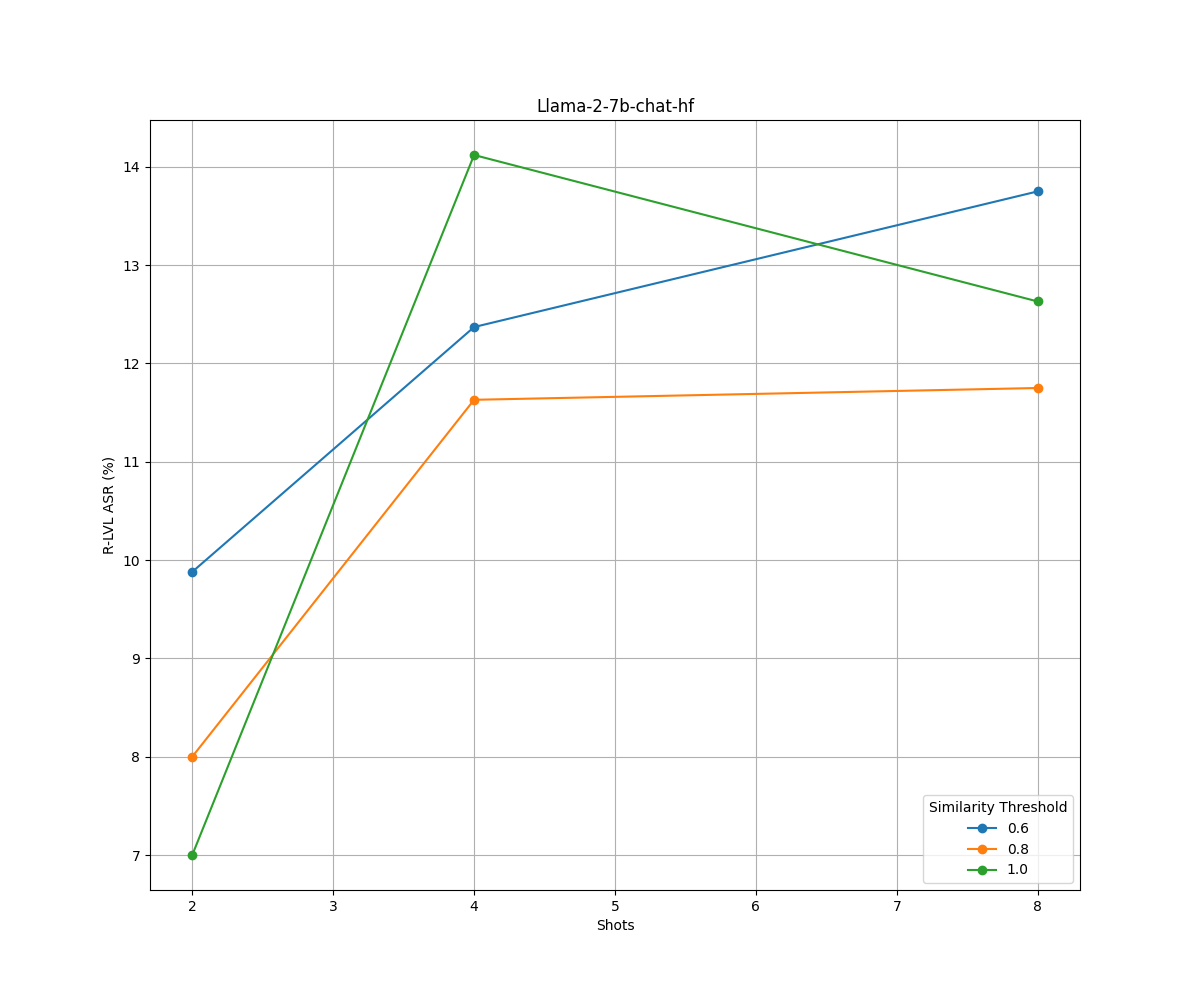 Llama-2-7b-chat-hf
14
13
12
11
10
9
8
7
R-LVL ASR (%)
2 3 4 5 6 7 8
Shots
Similarity Threshold
0.6
0.8
1.0